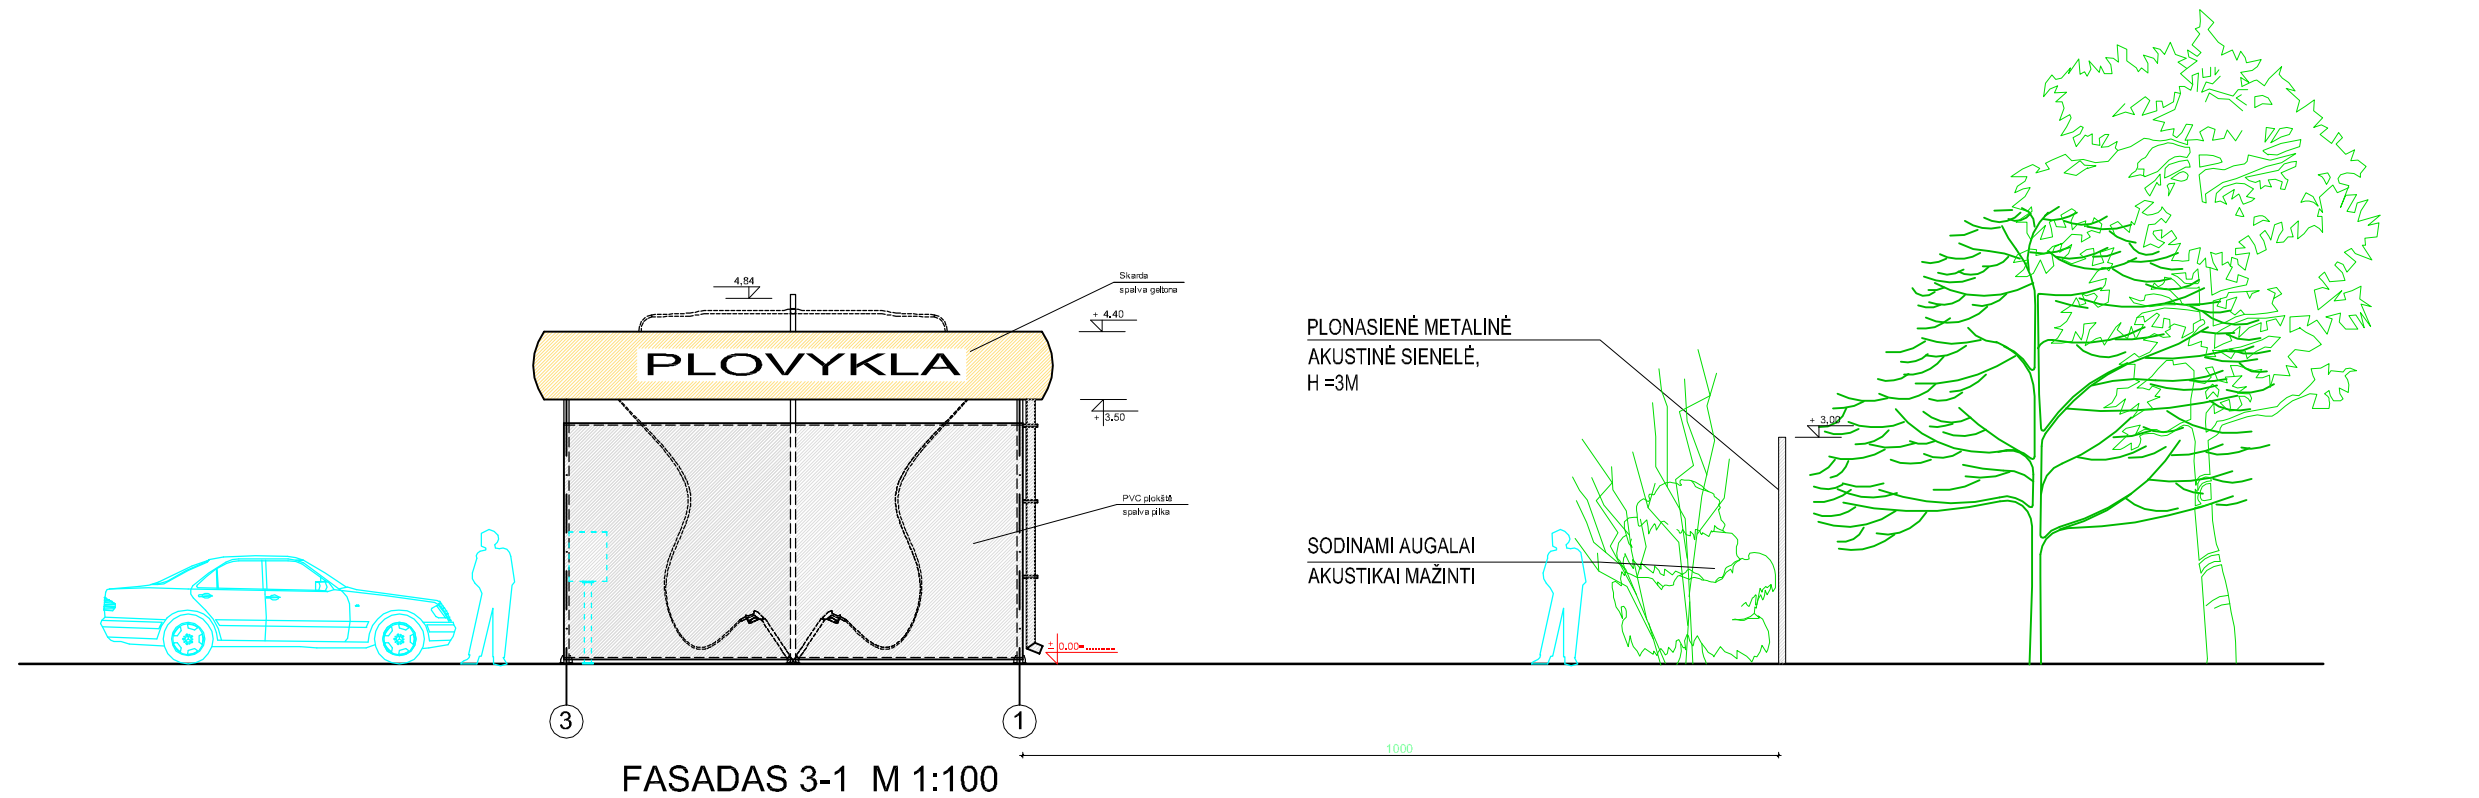 4,84
Skarda
spalva geltona
+ 4.40
PLOVYKLA
+ 3.50
PLONASIENĖ METALINĖ
AKUSTINĖ SIENELĖ,
H =3M
+ 3,00
PVC plokštė
spalva pilka
SODINAMI AUGALAI
AKUSTIKAI MAŽINTI
± 0.00=.........
3
1
1000
FASADAS 3-1 M 1:100